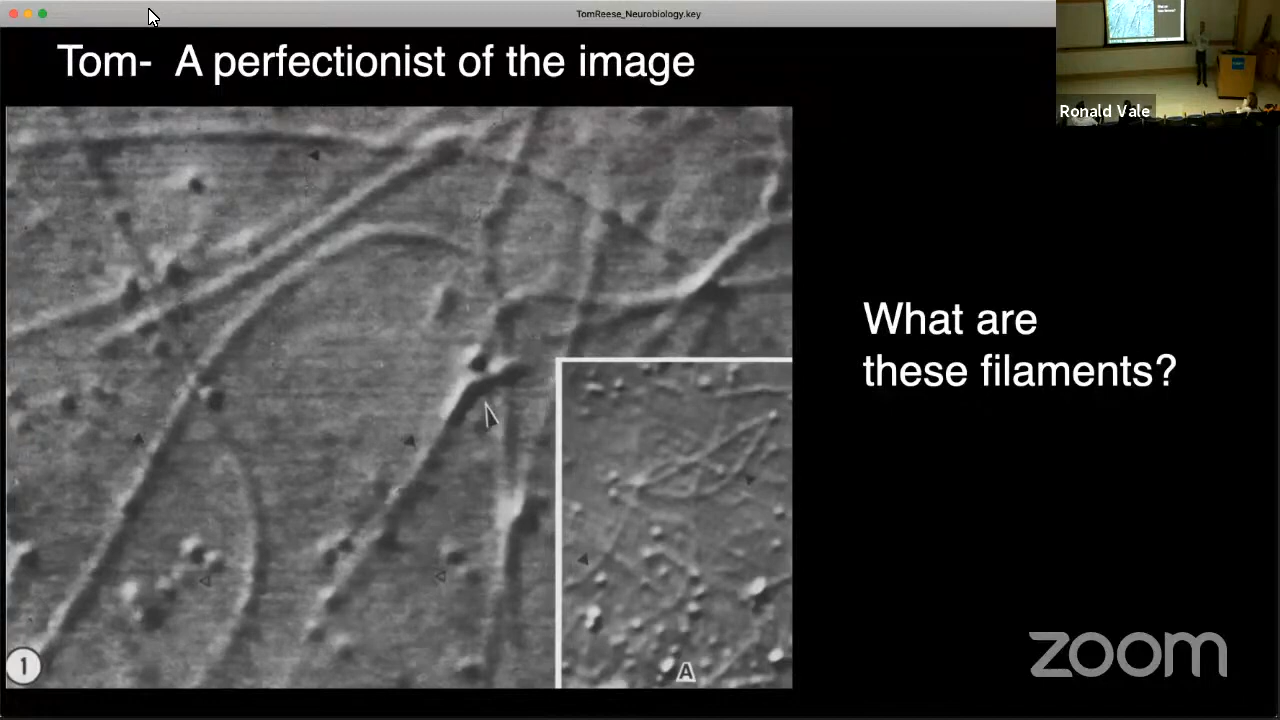 TomReese_Neurobiology.key
Tom- A perfectionist of the image
Ronald Vale
What are
these filaments?
1
A
zoom